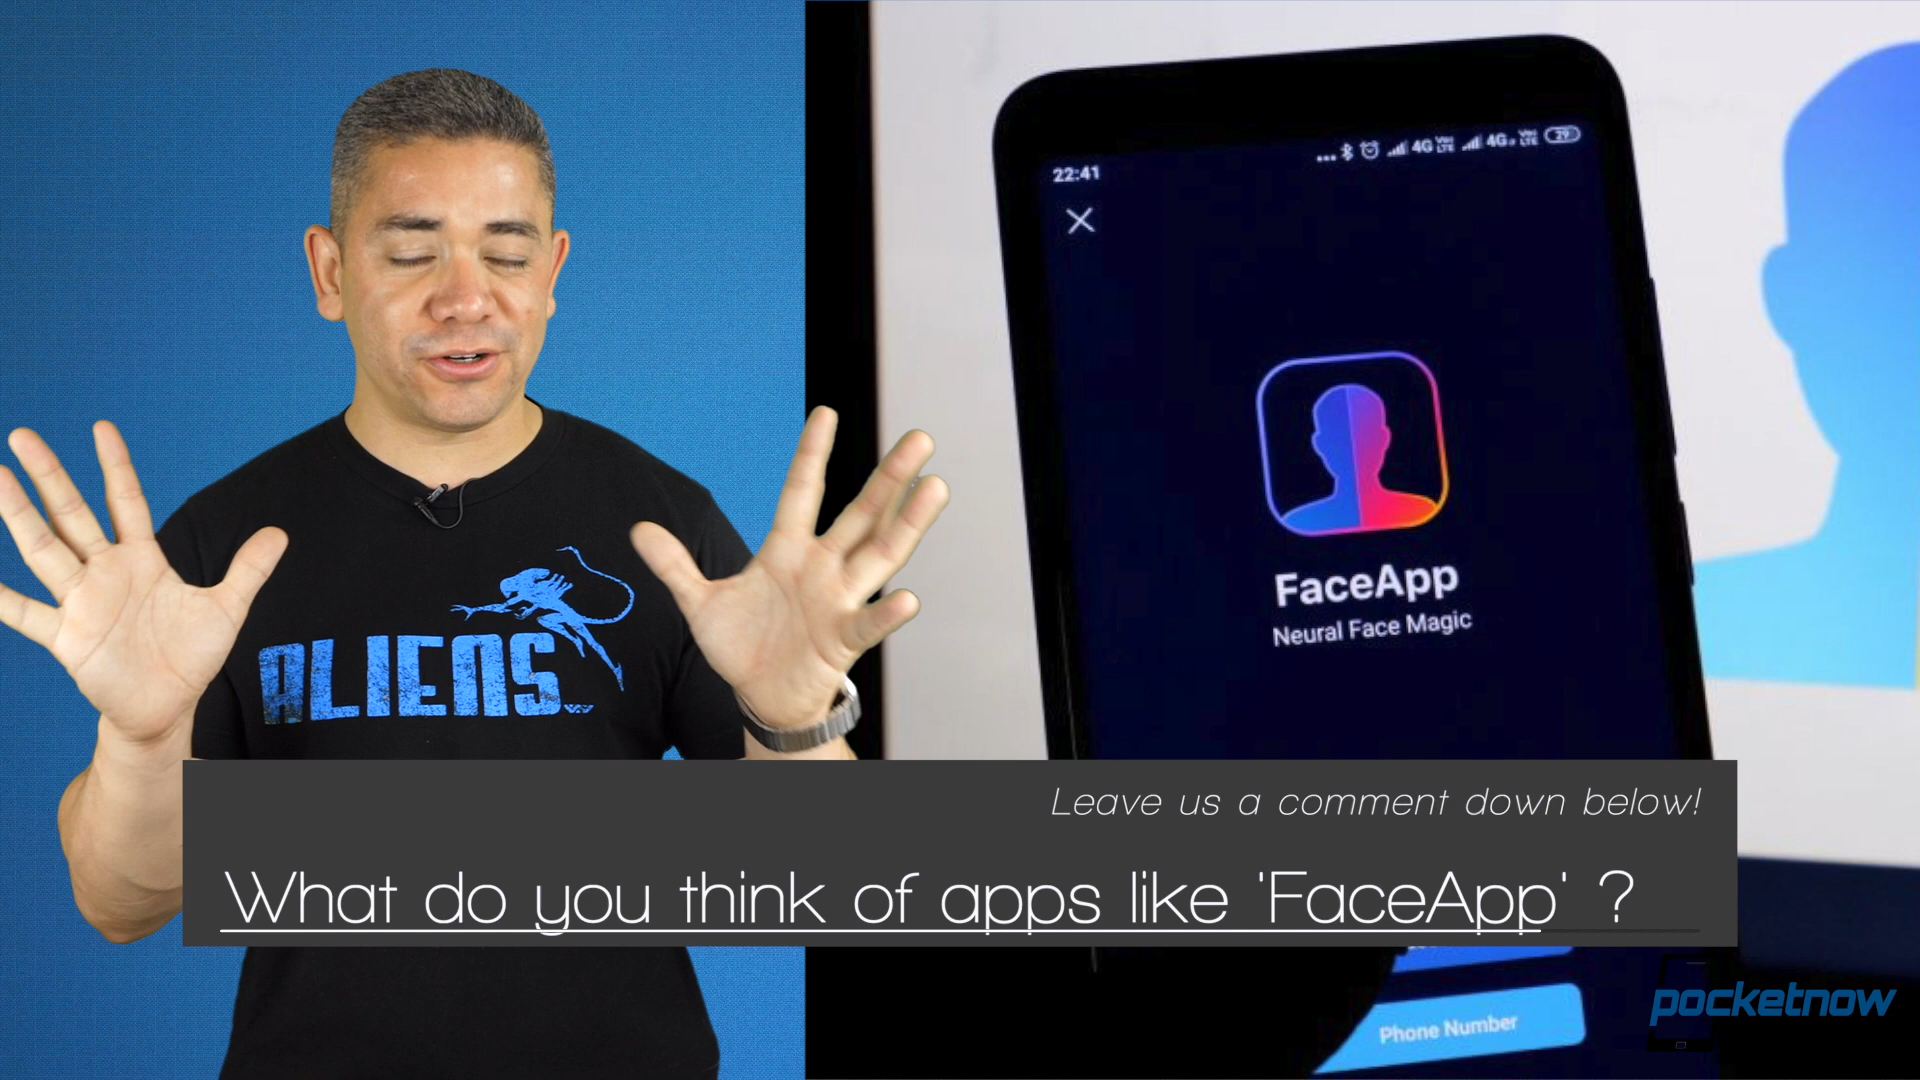 22:41
4G
4G
29
FaceApp
Neural Face Magic
ALIENS
Leave us a comment down below!
What do you think of apps like 'FaceApp' ?
pocketnow
Phone Number